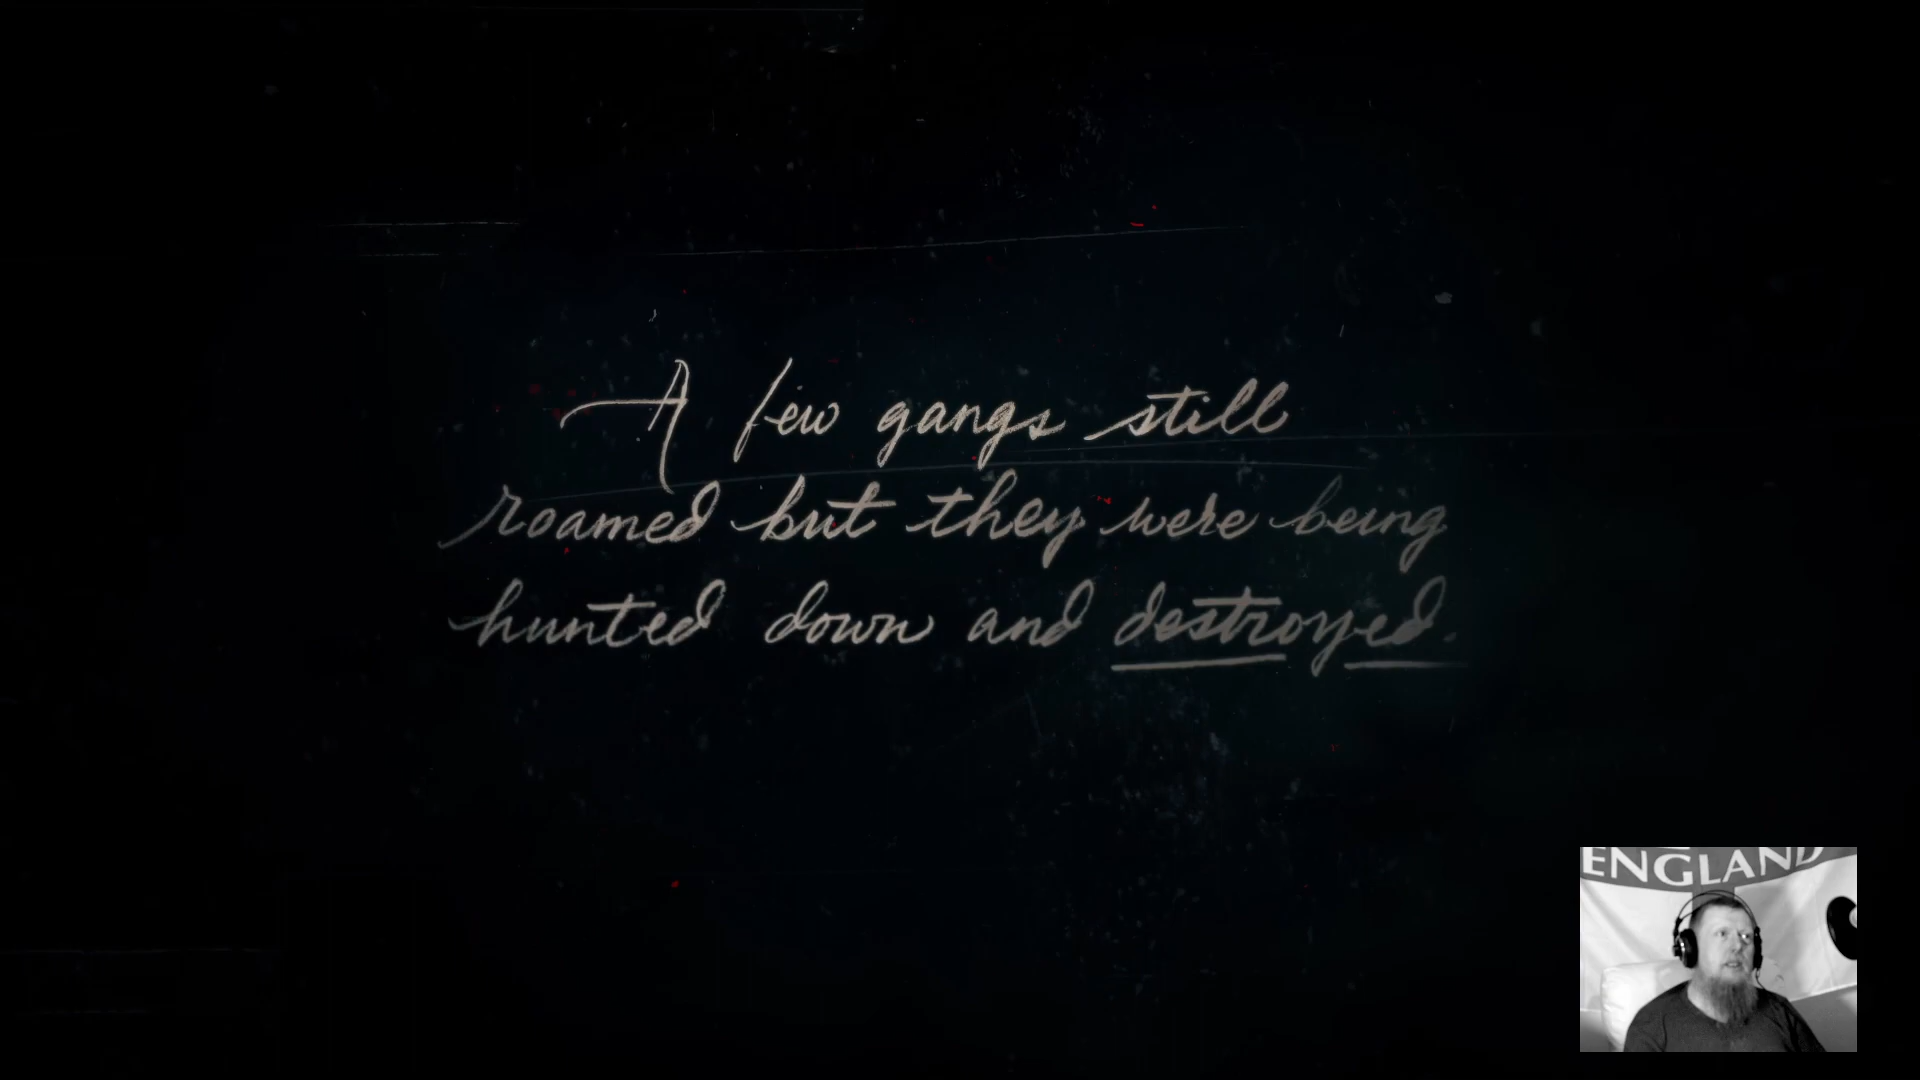 A few gangs still
roamed but they were being
hunted down and destroyed.
ENGLAND